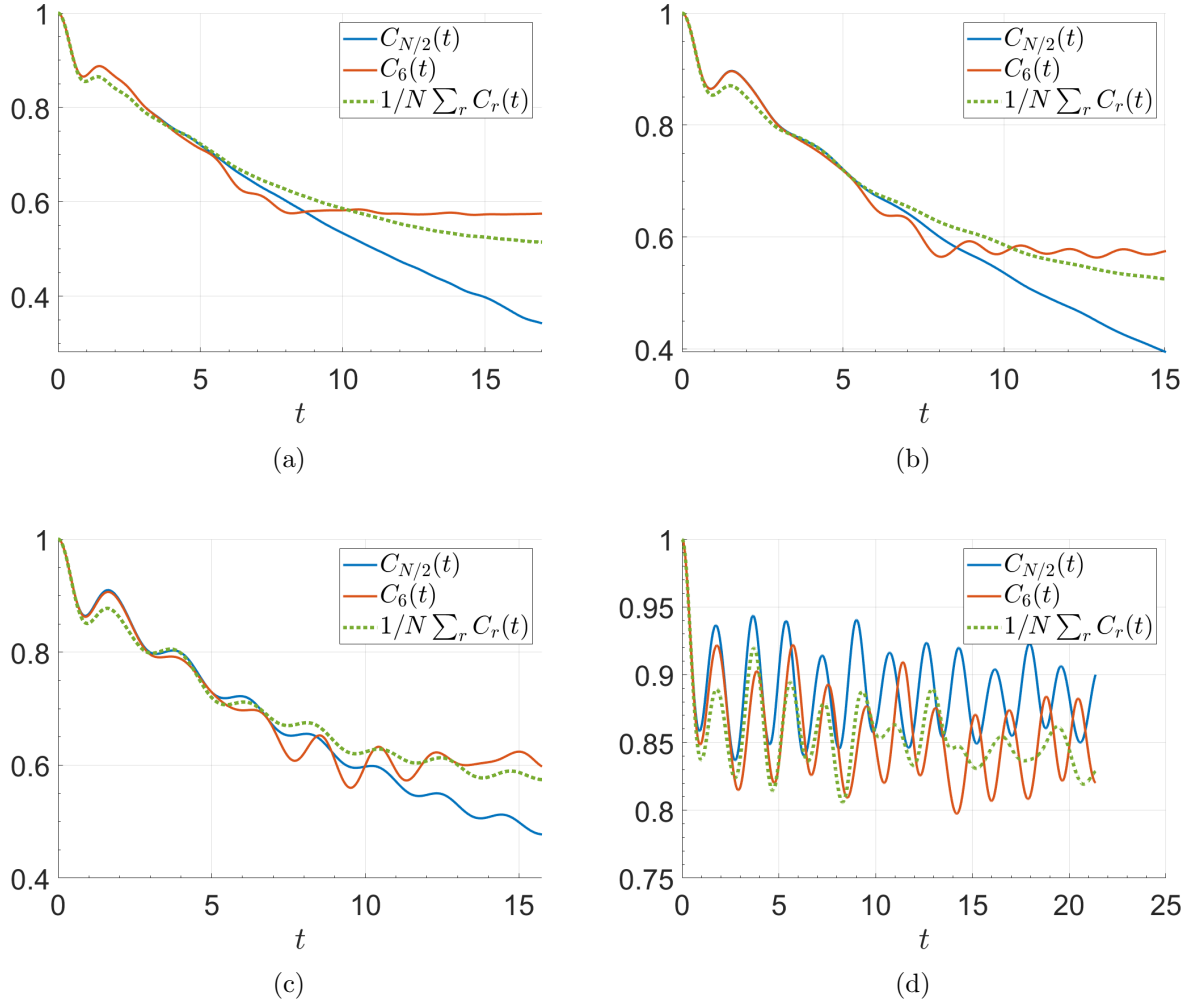 1
0.8
0.6
0.4
0
5
10
15
t
C_{N/2}(t)
C_6(t)
1/N ∑_r C_r(t)
(a)
1
0.8
0.6
0.4
0
5
10
15
t
C_{N/2}(t)
C_6(t)
1/N ∑_r C_r(t)
(b)
1
0.8
0.6
0.4
0
5
10
15
t
C_{N/2}(t)
C_6(t)
1/N ∑_r C_r(t)
(c)
1
0.95
0.9
0.85
0.8
0.75
0
5
10
15
20
25
t
C_{N/2}(t)
C_6(t)
1/N ∑_r C_r(t)
(d)